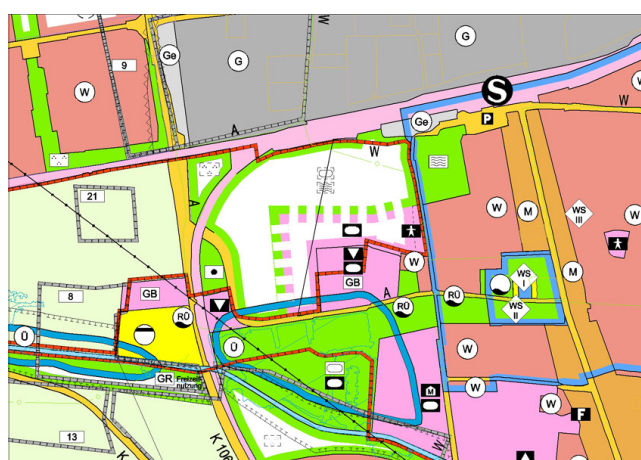 W
9
W
Ge
G
G
S
P
Ge
W
W
A
W
W
A
21
8
GB
Ü
W
M
WS
III
W
W
GB
A
RÜ
RÜ
RÜ
WS
I
WS
II
M
Ü
W
GR Freizeit-
nutzung
M
W
W
F
13
K
K 106
W